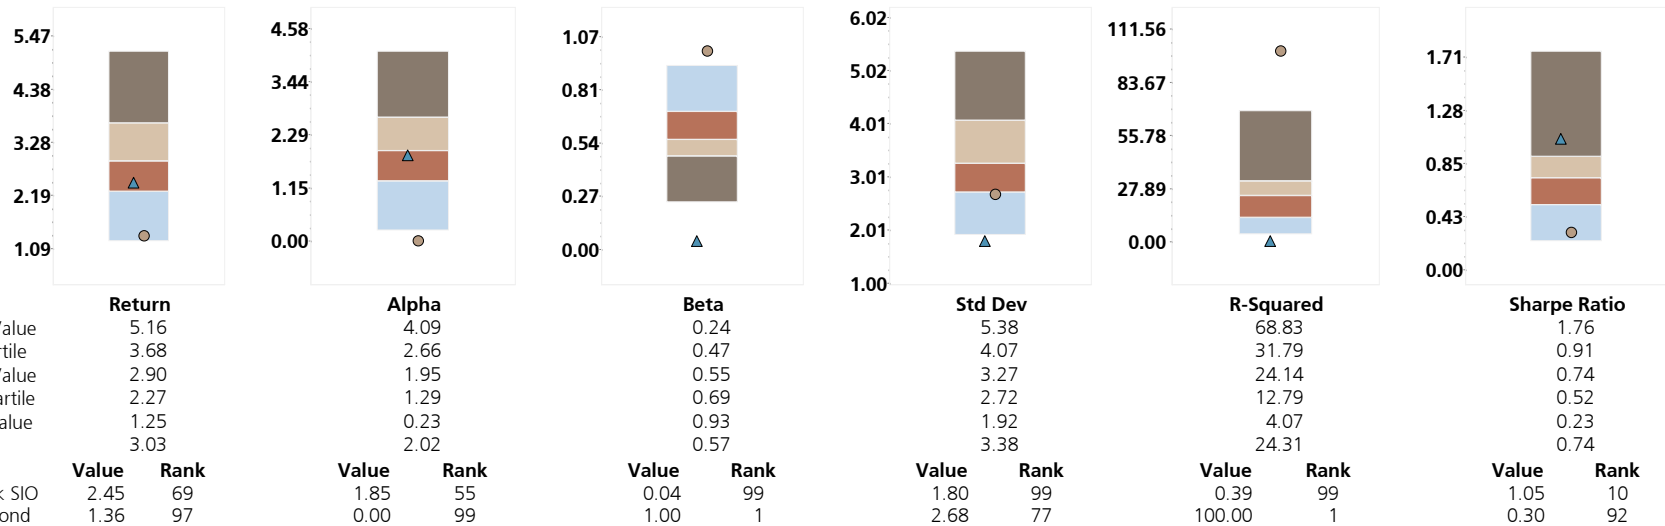 5.47 4.58 1.07 6.02 111.56 1.71
4.38 3.44 0.81 5.02 83.67 1.28
3.28 2.29 0.54 4.01 55.78 0.85
2.19 1.15 0.27 3.01 27.89 0.43
1.09 0.00 0.00 2.01 0.00 0.00
1.00
Return Alpha Beta Std Dev R-Squared Sharpe Ratio
5.16 4.09 0.24 5.38 68.83 1.76
3.68 2.66 0.47 4.07 31.79 0.91
2.90 1.95 0.55 3.27 24.14 0.74
2.27 1.29 0.69 2.72 12.79 0.52
1.25 0.23 0.93 1.92 4.07 0.23
3.03 2.02 0.57 3.38 24.31 0.74
Value Rank Value Rank Value Rank Value Rank Value Rank Value Rank
SIO 2.45 69 1.85 55 0.04 99 1.80 99 0.39 99 1.05 10
1.36 97 0.00 99 1.00 1 2.68 77 100.00 1 0.30 92